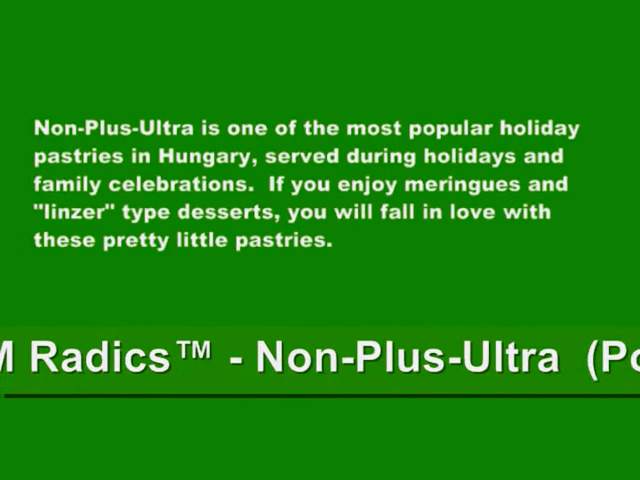 Non-Plus-Ultra is one of the most popular holiday
pastries in Hungary, served during holidays and
family celebrations.  If you enjoy meringues and
"linzer" type desserts, you will fall in love with
these pretty little pastries.
M Radics™ - Non-Plus-Ultra  (Po